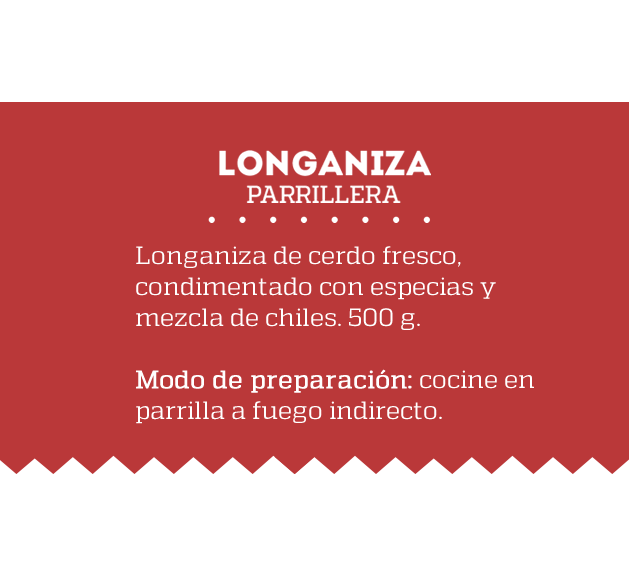 LONGANIZA
PARRILLERA
Longaniza de cerdo fresco,
condimentado con especias y
mezcla de chiles. 500 g.
Modo de preparación: cocine en
parrilla a fuego indirecto.